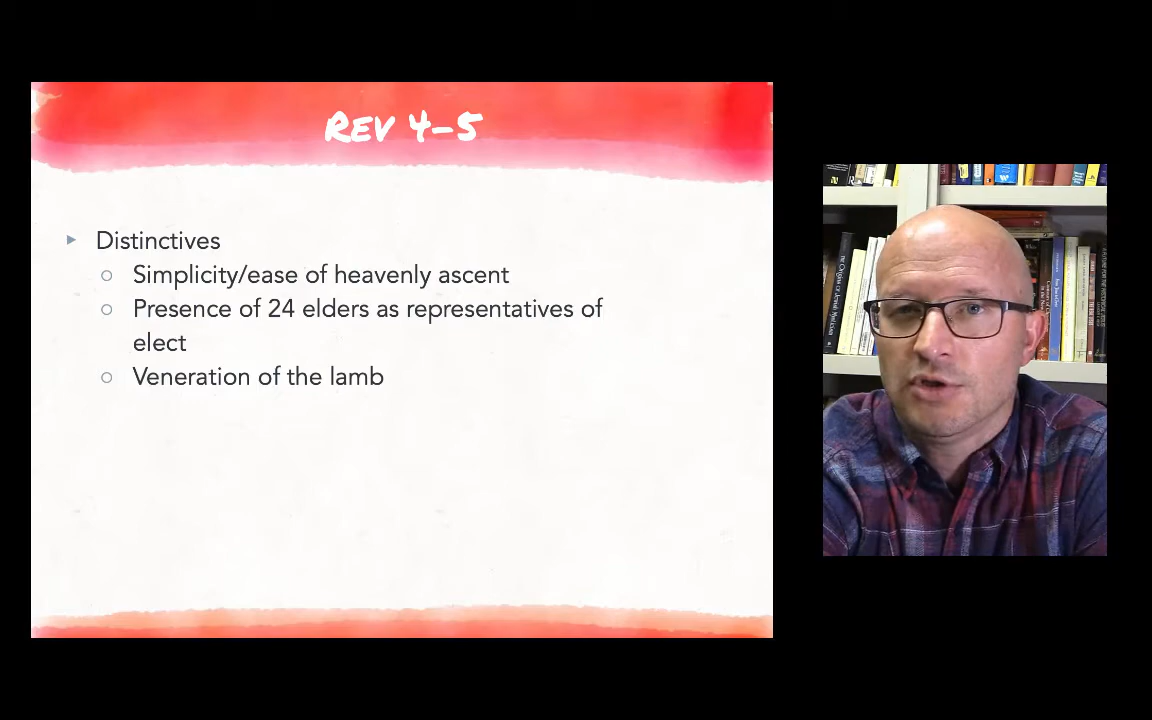 Rev 4–5
Distinctives
Simplicity/ease of heavenly ascent
Presence of 24 elders as representatives of
elect
Veneration of the lamb